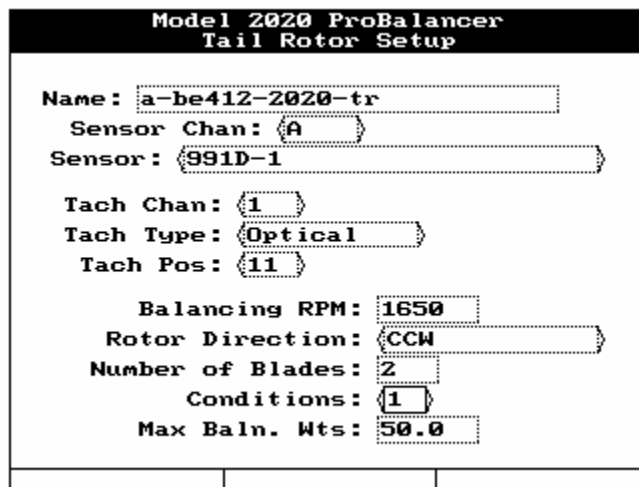 Model 2020 ProBalancer
Tail Rotor Setup
Name: a-be412-2020-tr
Sensor Chan: A
Sensor: 991D-1
Tach Chan: 1
Tach Type: Optical
Tach Pos: 11
Balancing RPM: 1650
Rotor Direction: CCW
Number of Blades: 2
Conditions: 1
Max Baln. Wts: 50.0